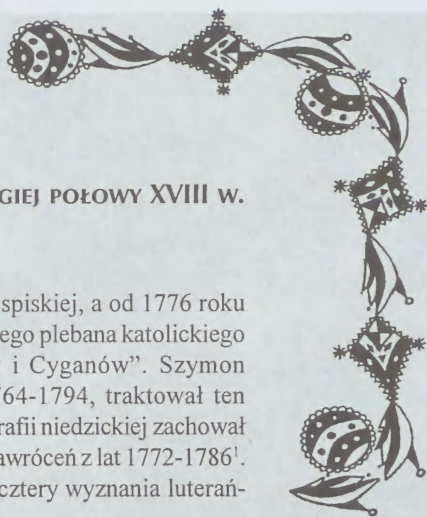 GIEJ POŁOWY XVIII W.
spiskiej, a od 1776 roku
ego plebana katolickiego
i Cyganów”. Szymon
764-1794, traktował ten
rafii niedzickiej zachował
awróceń z lat 1772-1786¹.
cztery wyznania luterań-